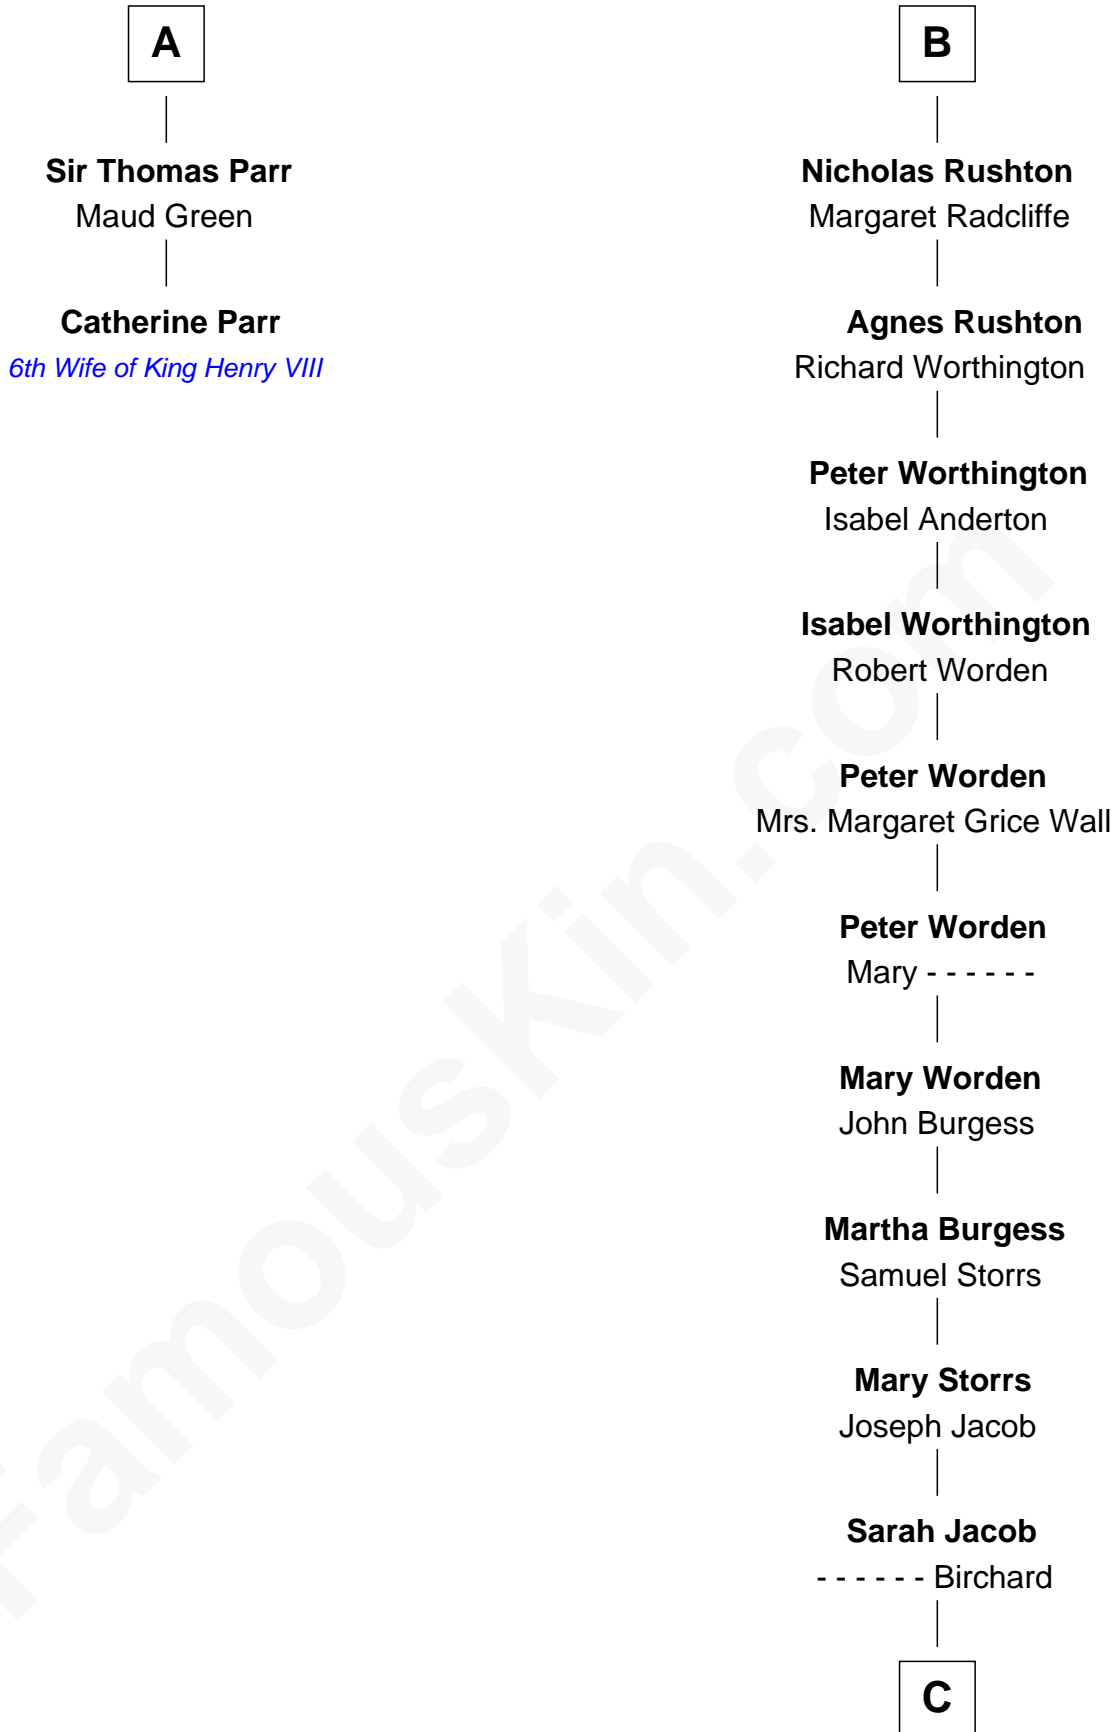 A
Sir Thomas Parr
Maud Green
Catherine Parr
6th Wife of King Henry VIII
B
Nicholas Rushton
Margaret Radcliffe
Agnes Rushton
Richard Worthington
Peter Worthington
Isabel Anderton
Isabel Worthington
Robert Worden
Peter Worden
Mrs. Margaret Grice Wall
Peter Worden
Mary - - - - - -
Mary Worden
John Burgess
Martha Burgess
Samuel Storrs
Mary Storrs
Joseph Jacob
Sarah Jacob
- - - - - - Birchard
C
FamousKin.com